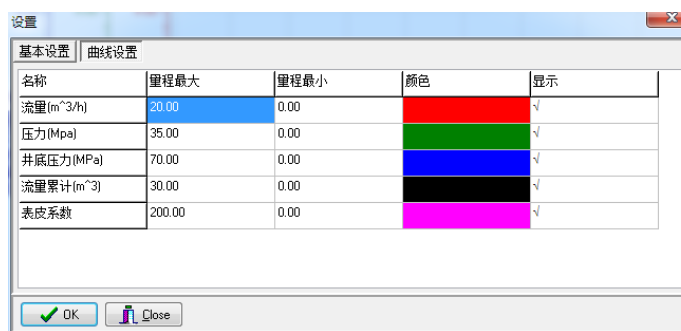 设置
基本设置 曲线设置
名称 量程最大 量程最小 颜色 显示
流量(m^3/h) 20.00 0.00 √
压力(Mpa) 35.00 0.00 √
井底压力(MPa) 70.00 0.00 √
流量累计(m^3) 30.00 0.00 √
表皮系数 200.00 0.00 √
OK Close